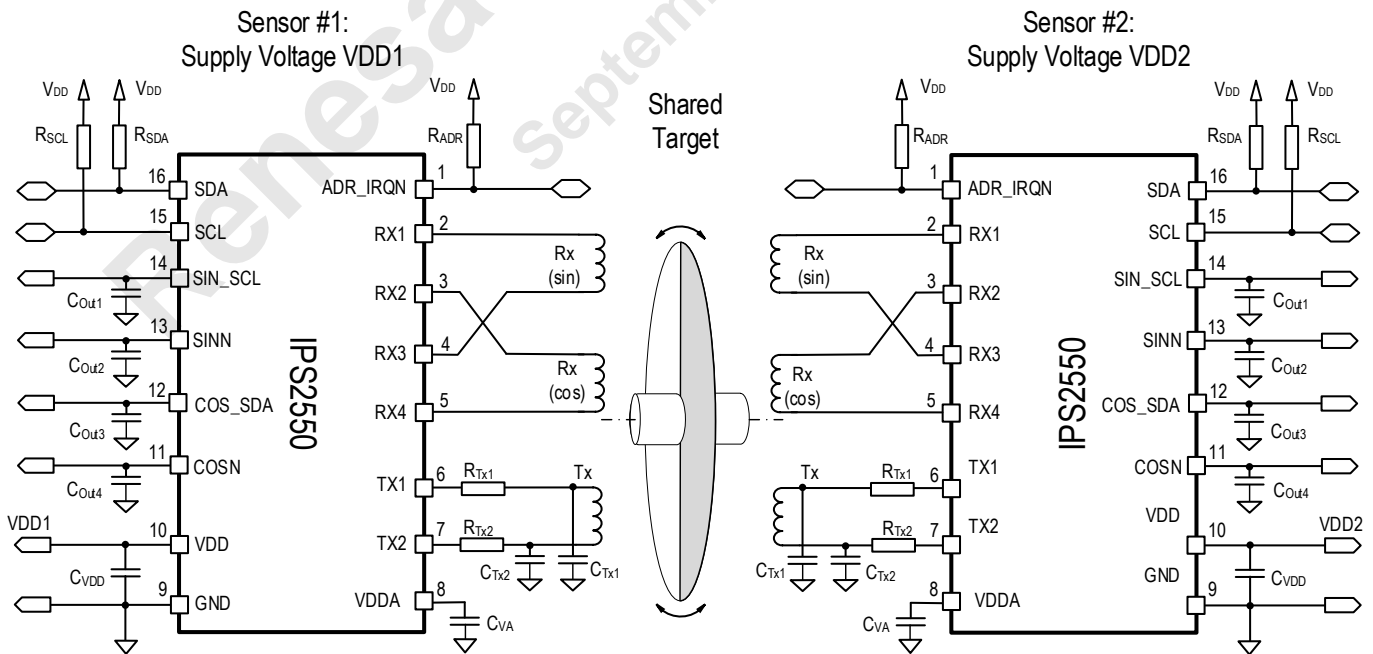 Sensor #1:
Supply Voltage VDD1
Sensor #2:
Supply Voltage VDD2
Shared
Target
VDD
VDD
RSCL
RSDA
VDD
RADR
16
SDA
15
SCL
14
SIN_SCL
COut1
13
SINN
COut2
12
COS_SDA
COut3
11
COSN
COut4
VDD1
10
VDD
CVDD
9
GND
IPS2550
1
ADR_IRQN
2
RX1
3
RX2
4
RX3
5
RX4
6
TX1
7
TX2
8
VDDA
Rx
(sin)
Rx
(cos)
RTx1
Tx
RTx2
CTx2
CTx1
CVA
VDD
RADR
1
ADR_IRQN
2
RX1
3
RX2
4
RX3
5
RX4
6
TX1
7
TX2
8
VDDA
Rx
(sin)
Rx
(cos)
Tx
RTx1
RTx2
CTx1
CTx2
CVA
IPS2550
VDD
VDD
RSDA
RSCL
16
SDA
15
SCL
14
SIN_SCL
COut1
13
SINN
COut2
12
COS_SDA
COut3
11
COSN
COut4
VDD
10
VDD2
CVDD
GND
9
Renesa
Septem